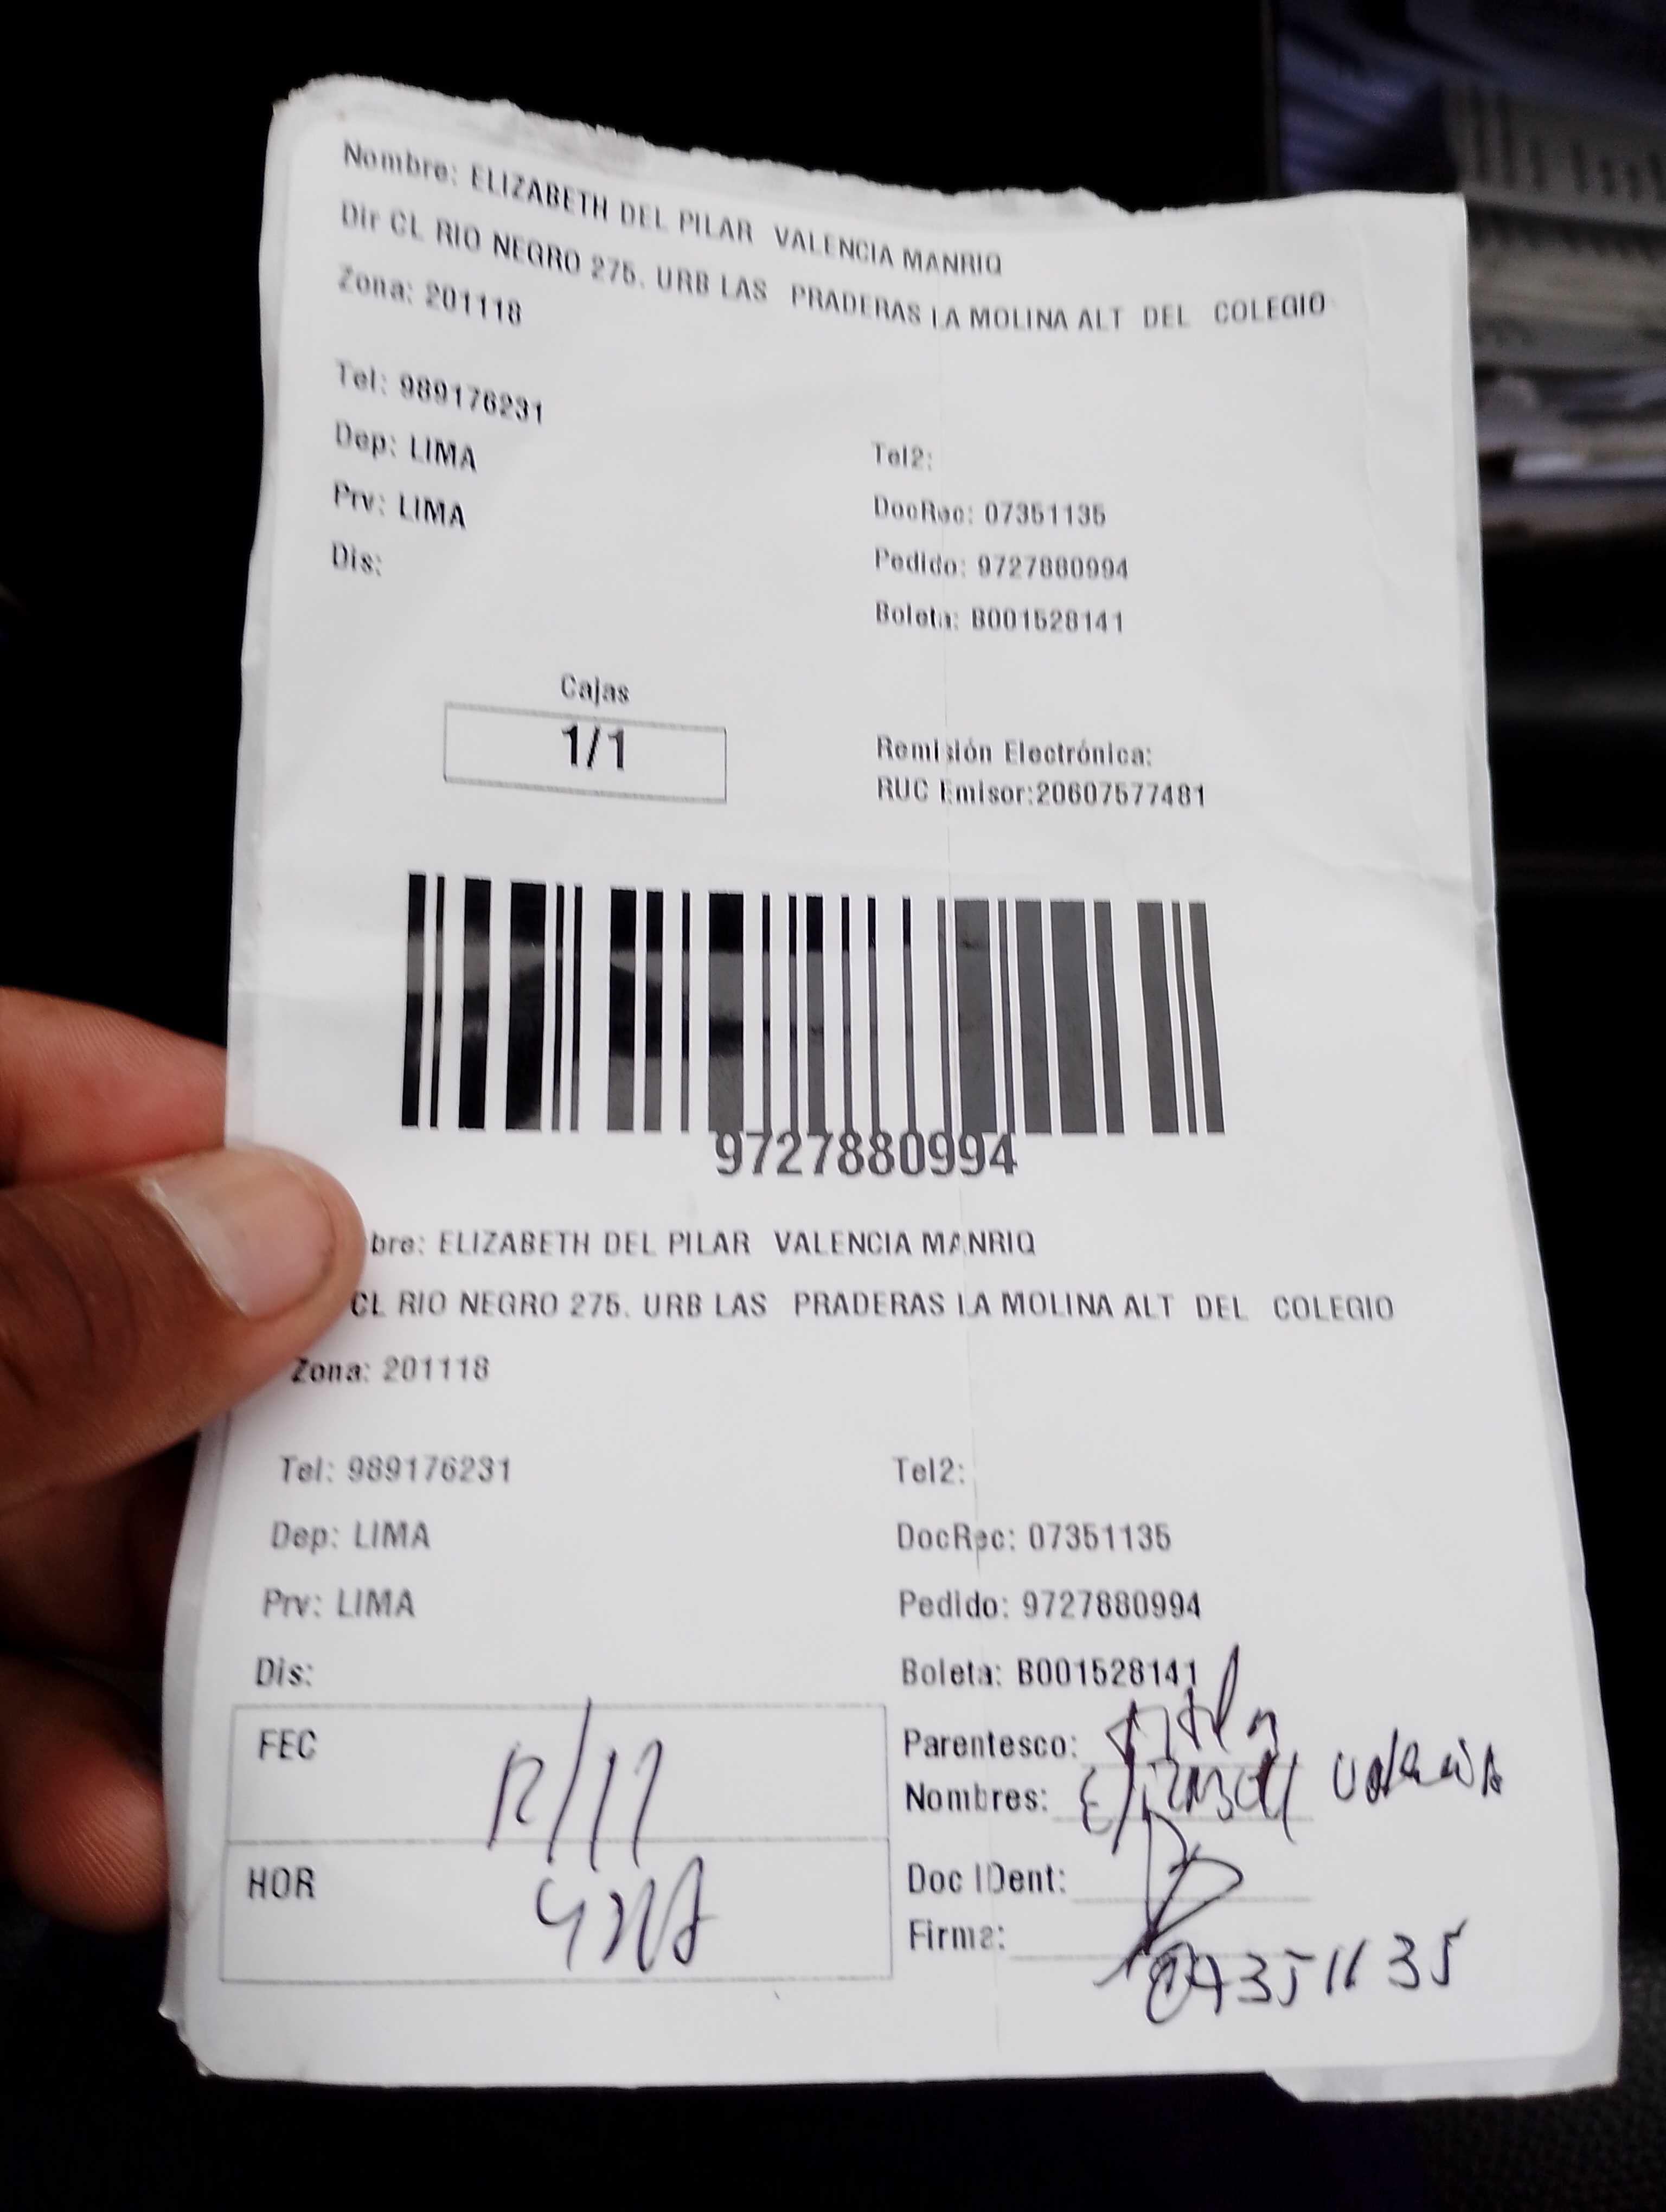 Nombre: ELIZABETH DEL PILAR VALENCIA MANRIQ
Dir CL RIO NEGRO 275. URB LAS PRADERAS LA MOLINA ALT DEL COLEGIO
Zona: 201118
Tel: 989176231
Dep: LIMA
Tel2:
Prv: LIMA
DocRec: 07351135
Dis:
Pedido: 9727880994
Boleta: B001528141
Cajas
1/1
Remisión Electrónica:
RUC Emisor:20607577481
9727880994
bre: ELIZABETH DEL PILAR VALENCIA MANRIQ
CL RIO NEGRO 275. URB LAS PRADERAS LA MOLINA ALT DEL COLEGIO
Zona: 201118
Tel: 989176231
Tel2:
Dep: LIMA
DocRec: 07351135
Prv: LIMA
Pedido: 9727880994
Dis:
Boleta: B001528141
FEC
Parentesco:
Nombres: Valencia
HOR
Doc IDent:
Firma:
07351135